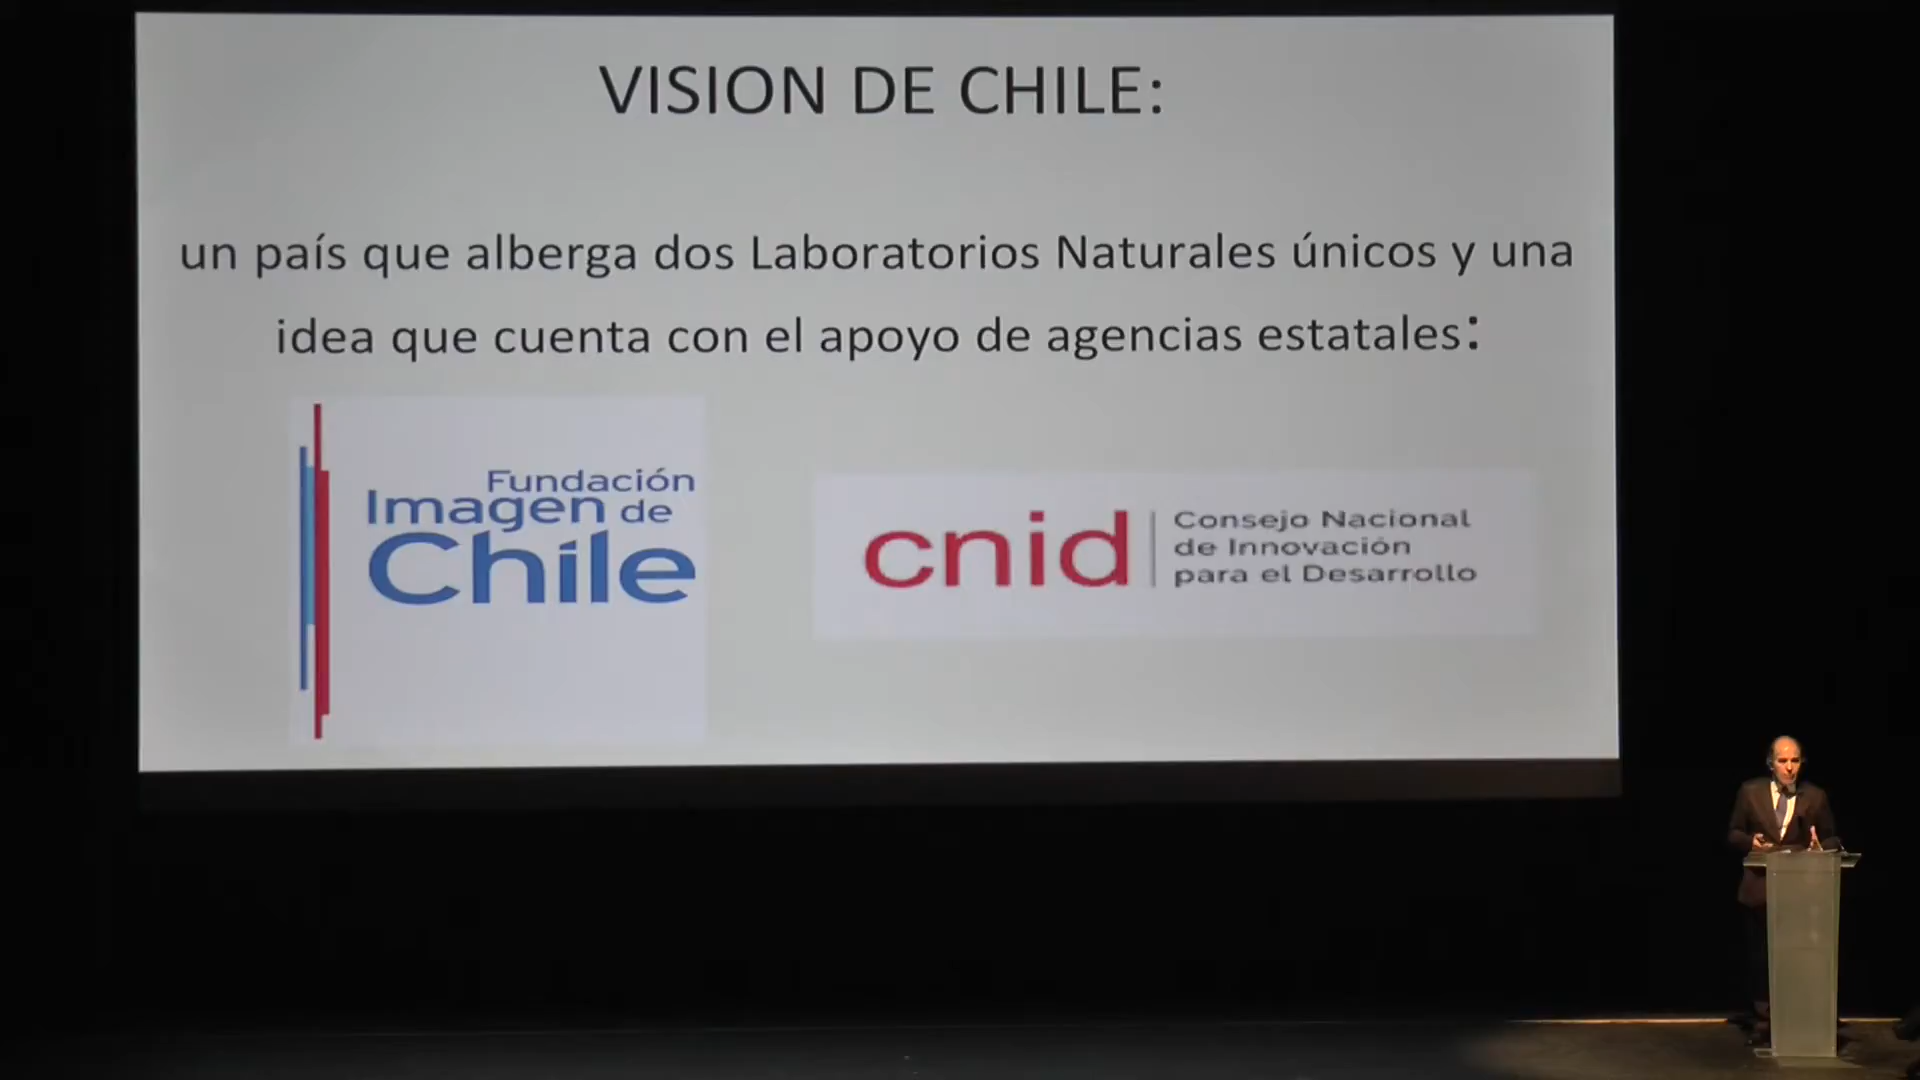 VISION DE CHILE:
un país que alberga dos Laboratorios Naturales únicos y una
idea que cuenta con el apoyo de agencias estatales:
Fundación
Imagen de
Chile
cnid
Consejo Nacional
de Innovación
para el Desarrollo